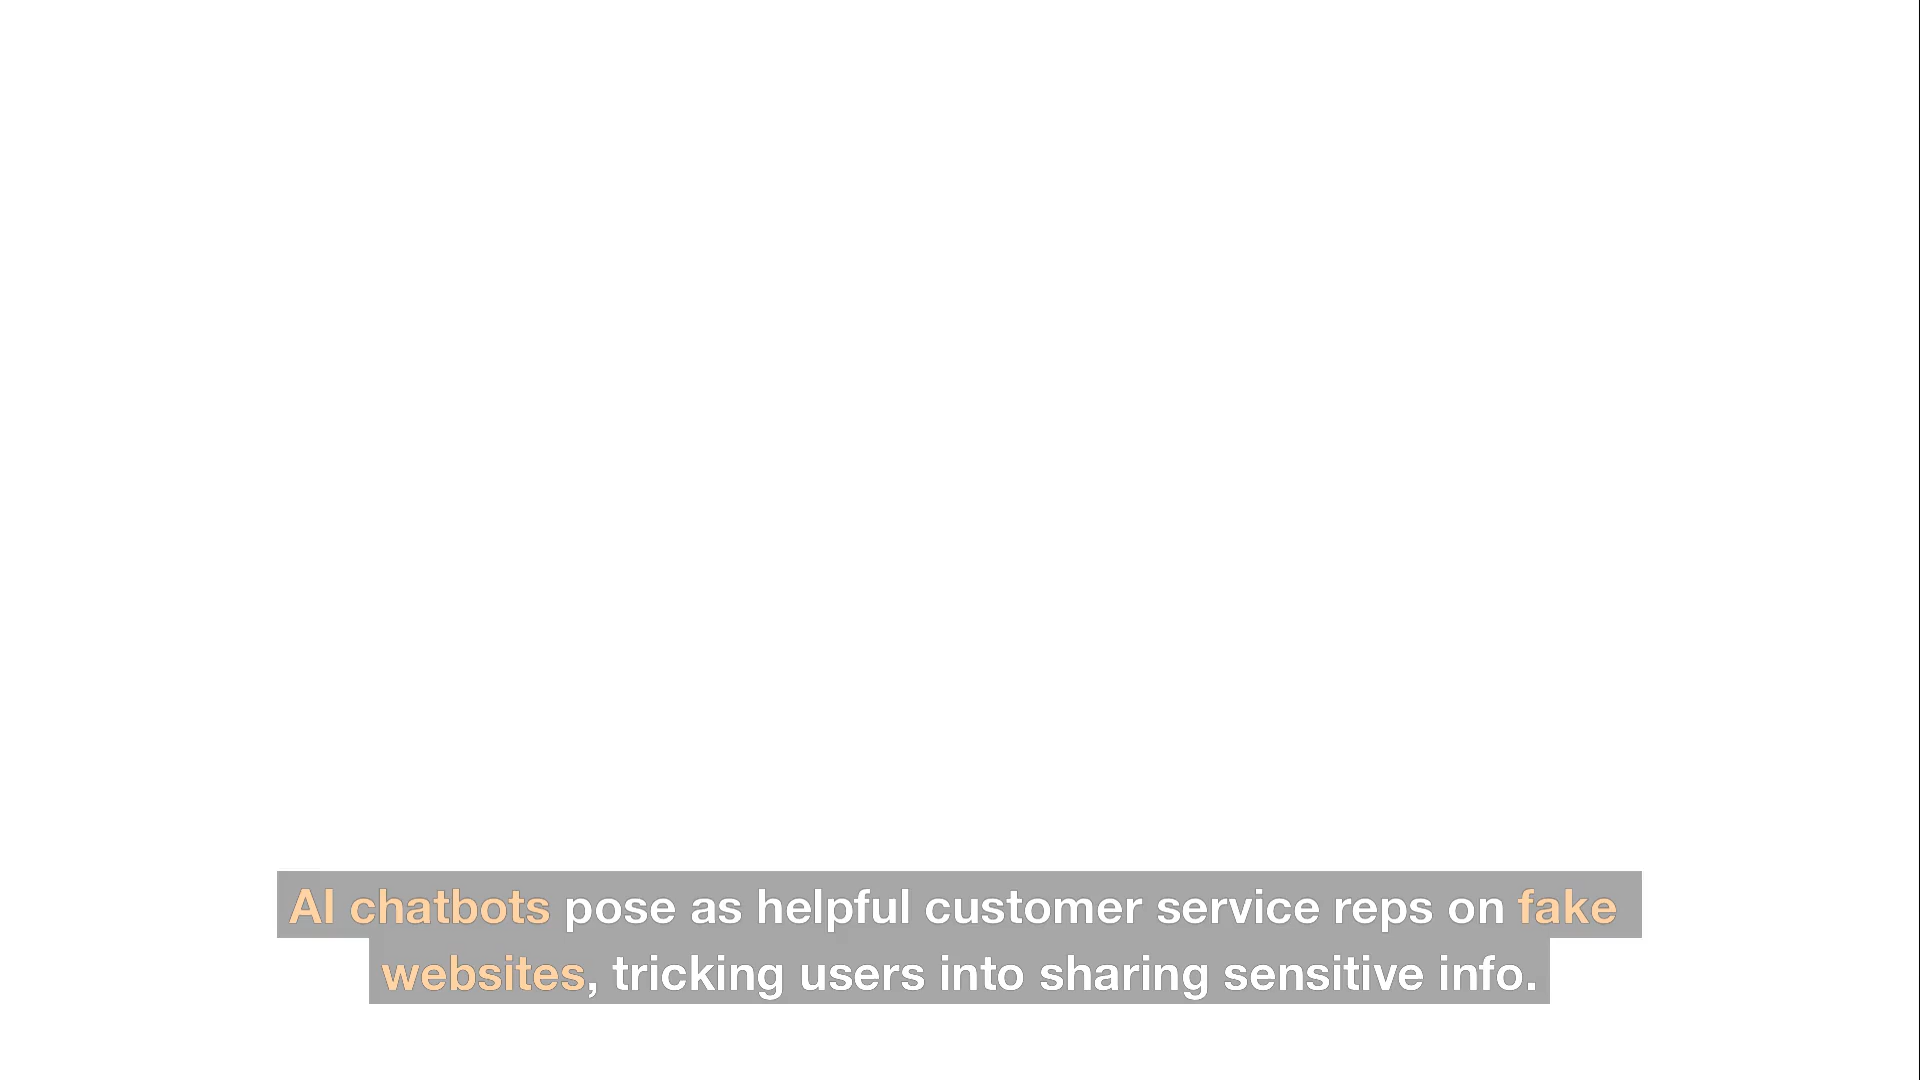 AI chatbots pose as helpful customer service reps on fake
websites, tricking users into sharing sensitive info.